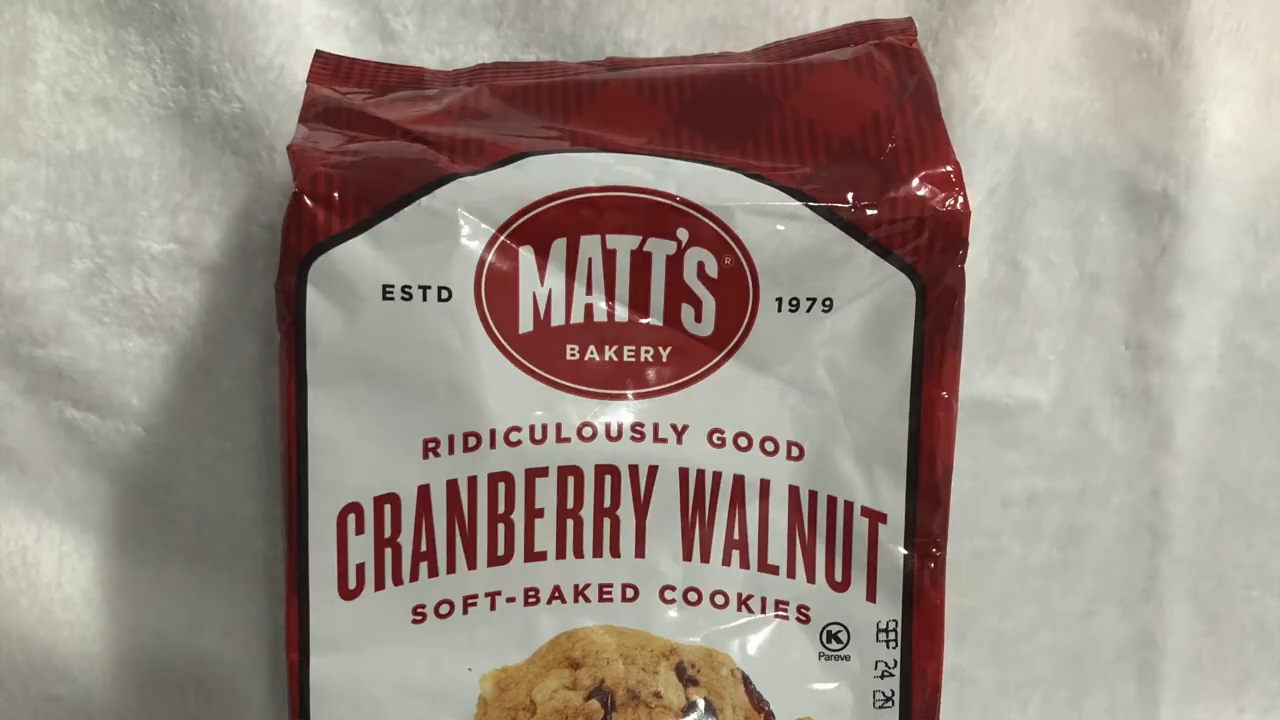 MATT'S®
ESTD
1979
BAKERY
RIDICULOUSLY GOOD
CRANBERRY WALNUT
SOFT-BAKED COOKIES
K
Pareve
SEP 24 20